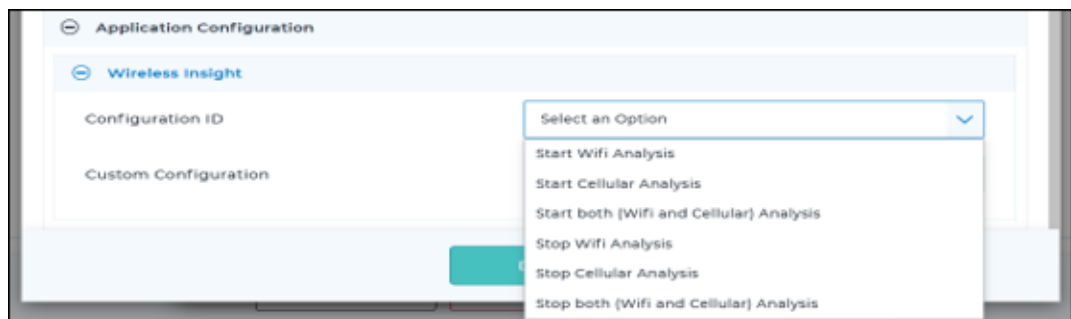 Application Configuration
Wireless Insight
Configuration ID
Select an Option
Start Wifi Analysis
Custom Configuration
Start Cellular Analysis
Start both (Wifi and Cellular) Analysis
Stop Wifi Analysis
Stop Cellular Analysis
Stop both (Wifi and Cellular) Analysis